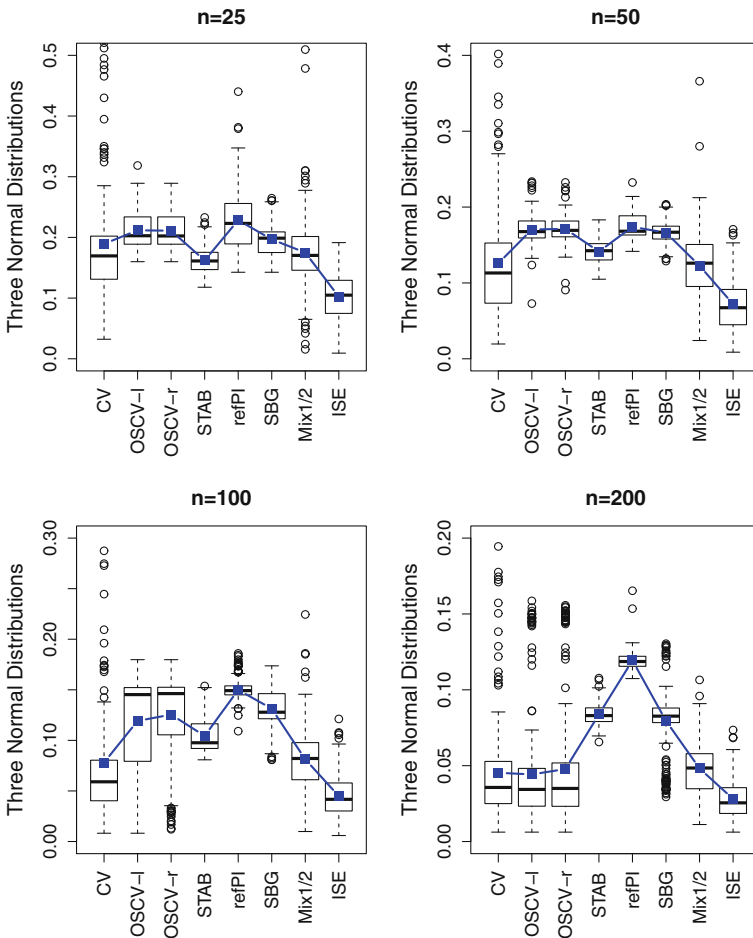 n=25
Three Normal Distributions
0.5
0.4
0.3
0.2
0.1
0.0
CV
OSCV-l
OSCV-r
STAB
refPI
SBG
Mix1/2
ISE
n=50
Three Normal Distributions
0.4
0.3
0.2
0.1
0.0
CV
OSCV-l
OSCV-r
STAB
refPI
SBG
Mix1/2
ISE
n=100
Three Normal Distributions
0.30
0.20
0.10
0.00
CV
OSCV-l
OSCV-r
STAB
refPI
SBG
Mix1/2
ISE
n=200
Three Normal Distributions
0.20
0.15
0.10
0.05
0.00
CV
OSCV-l
OSCV-r
STAB
refPI
SBG
Mix1/2
ISE